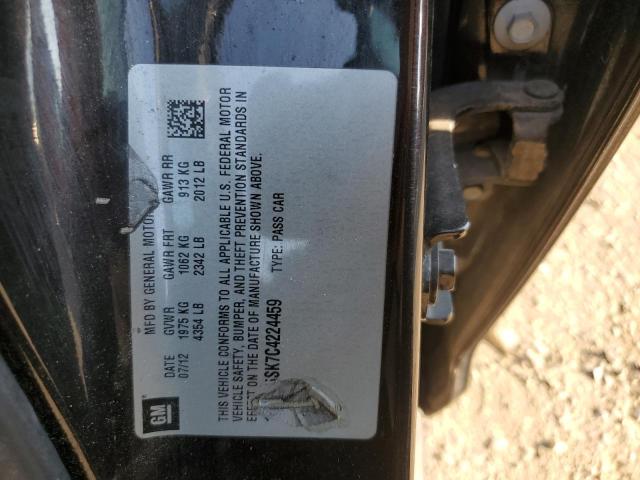 GM
MFD BY GENERAL MOTOR
DATE GVWR GAWR FRT GAWR RR
07/12 1975 KG 1062 KG 913 KG
4354 LB 2342 LB 2012 LB
THIS VEHICLE CONFORMS TO ALL APPLICABLE U.S. FEDERAL MOTOR
VEHICLE SAFETY, BUMPER, AND THEFT PREVENTION STANDARDS IN
EFFECT ON THE DATE OF MANUFACTURE SHOWN ABOVE.
SK7C4224459 TYPE: PASS CAR